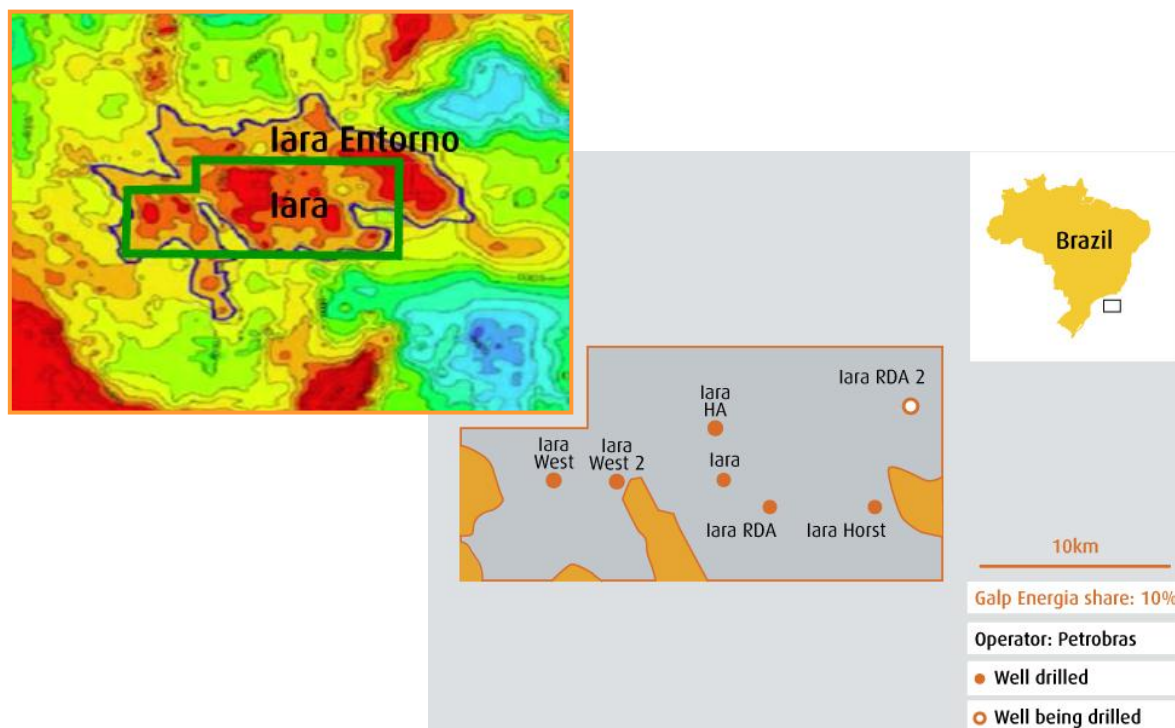 Iara Entorno
Iara
Brazil
Iara RDA 2
Iara
HA
Iara
West
Iara
West 2
Iara
Iara RDA
Iara Horst
10km
Galp Energia share: 10%
Operator: Petrobras
Well drilled
Well being drilled